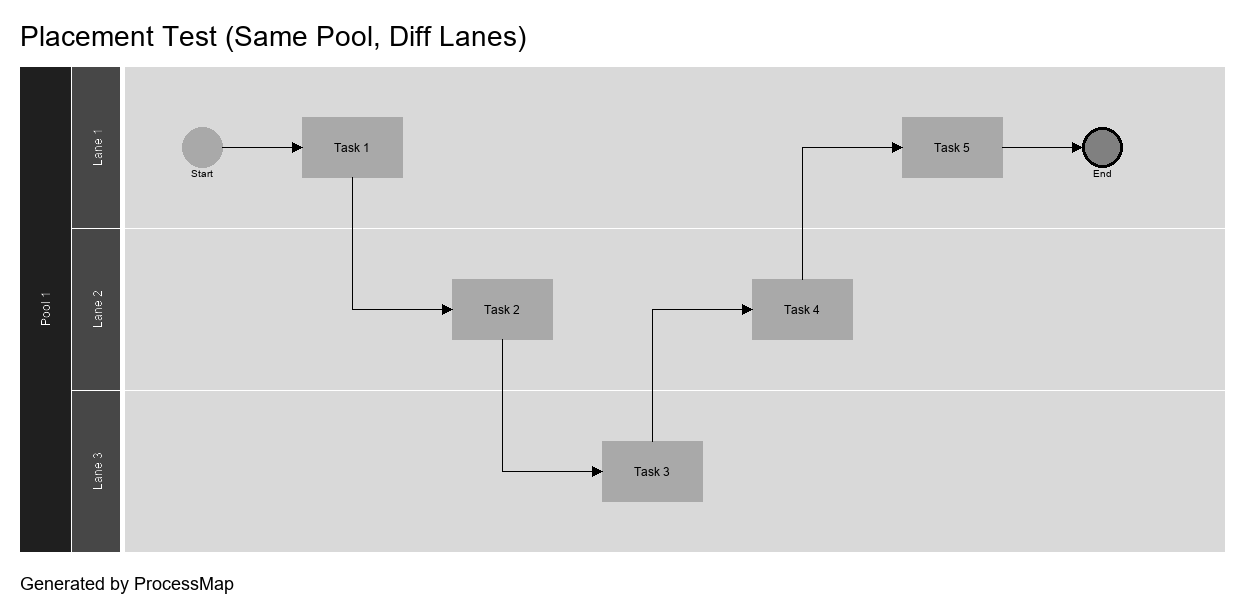 Placement Test (Same Pool, Diff Lanes)
Pool 1
Lane 1
Start
Task 1
Task 5
End
Lane 2
Task 2
Task 4
Lane 3
Task 3
Generated by ProcessMap